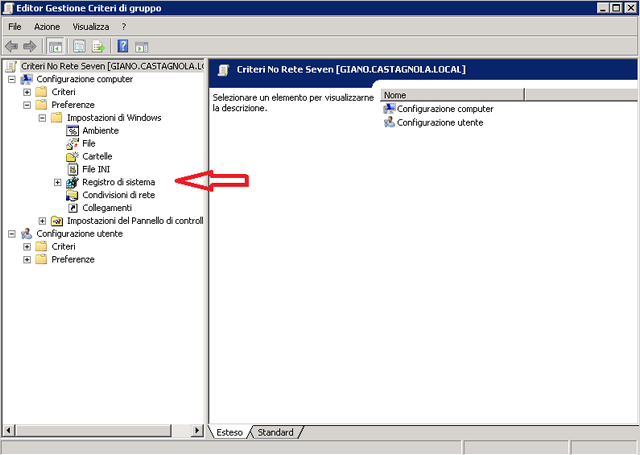 Editor Gestione Criteri di gruppo
File Azione Visualizza ?
Criteri No Rete Seven [GIANO.CASTAGNOLA.LO
Configurazione computer
Criteri
Preferenze
Impostazioni di Windows
Ambiente
File
Cartelle
File INI
Registro di sistema
Condivisioni di rete
Collegamenti
Impostazioni del Pannello di controll
Configurazione utente
Criteri
Preferenze
Criteri No Rete Seven [GIANO.CASTAGNOLA.LOCAL]
Selezionare un elemento per visualizzarne
la descrizione.
Nome
Configurazione computer
Configurazione utente
Esteso Standard